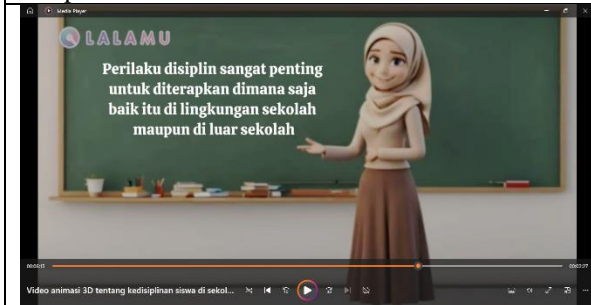 Media Player
LALAMU
Perilaku disiplin sangat penting
untuk diterapkan dimana saja
baik itu di lingkungan sekolah
maupun di luar sekolah
Video animasi 3D tentang kedisiplinan siswa di sekol...